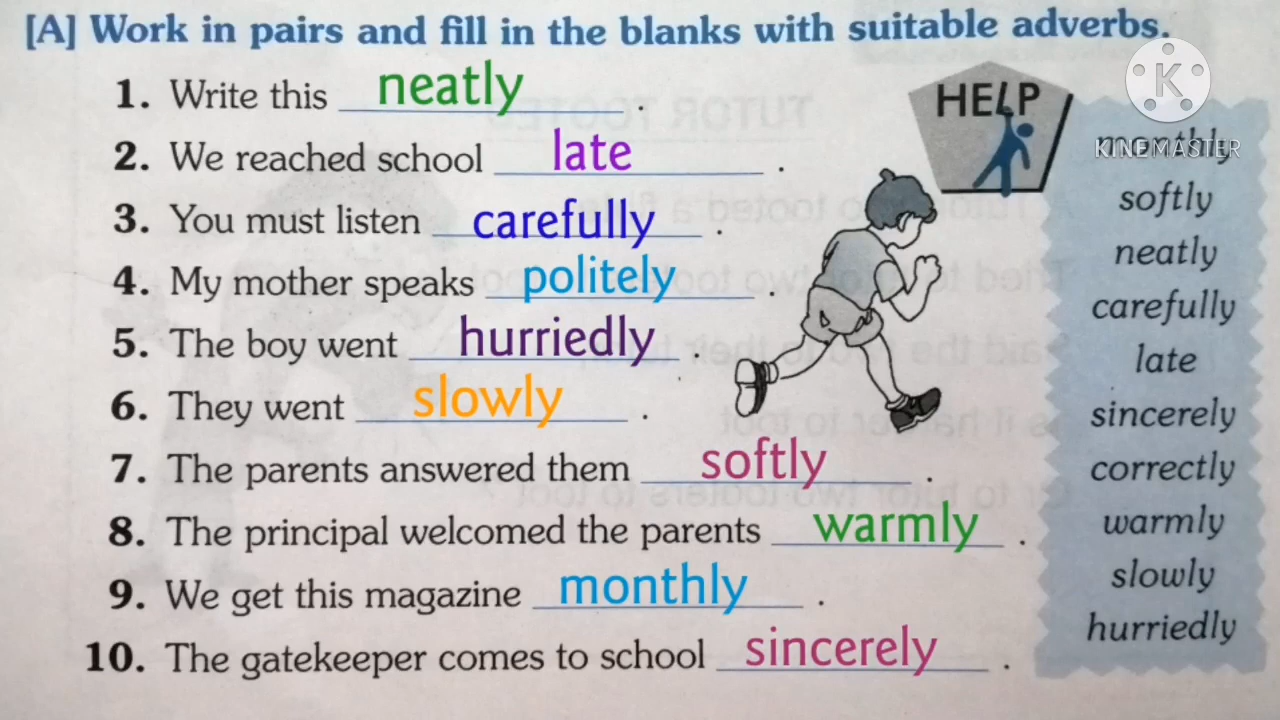 [A] Work in pairs and fill in the blanks with suitable adverbs.
1. Write this neatly.
2. We reached school late.
3. You must listen carefully.
4. My mother speaks politely.
5. The boy went hurriedly.
6. They went slowly.
7. The parents answered them softly.
8. The principal welcomed the parents warmly.
9. We get this magazine monthly.
10. The gatekeeper comes to school sincerely.
HELP
K
KINEMASTER
monthly
softly
neatly
carefully
late
sincerely
correctly
warmly
slowly
hurriedly